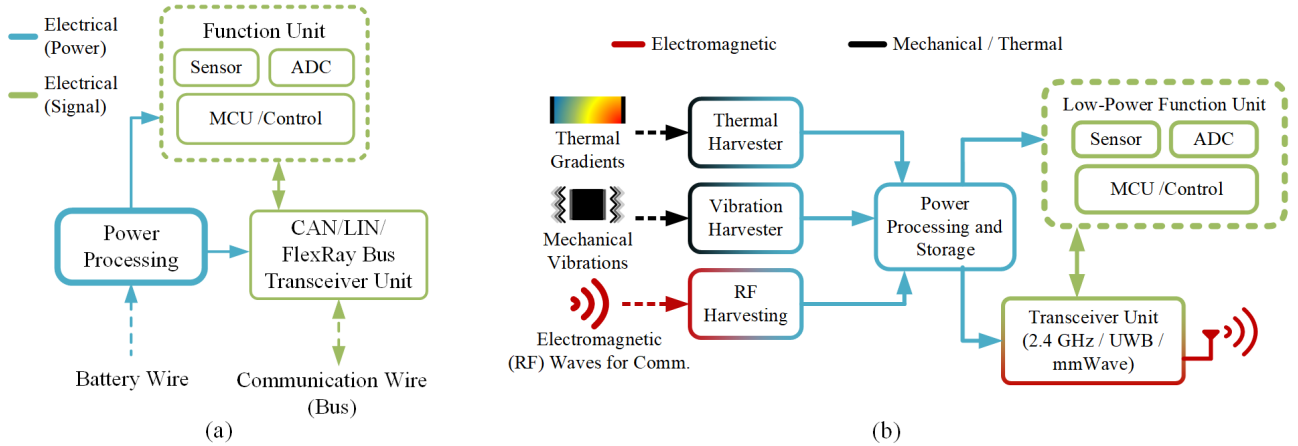 Electrical
(Power)
Electrical
(Signal)
Function Unit
Sensor
ADC
MCU /Control
Power
Processing
CAN/LIN/
FlexRay Bus
Transceiver Unit
Battery Wire
Communication Wire
(Bus)
(a)
Electromagnetic
Mechanical / Thermal
Thermal
Gradients
Thermal
Harvester
Mechanical
Vibrations
Vibration
Harvester
Electromagnetic
(RF) Waves for Comm.
RF
Harvesting
Power
Processing and
Storage
Low-Power Function Unit
Sensor
ADC
MCU /Control
Transceiver Unit
(2.4 GHz / UWB /
mmWave)
(b)